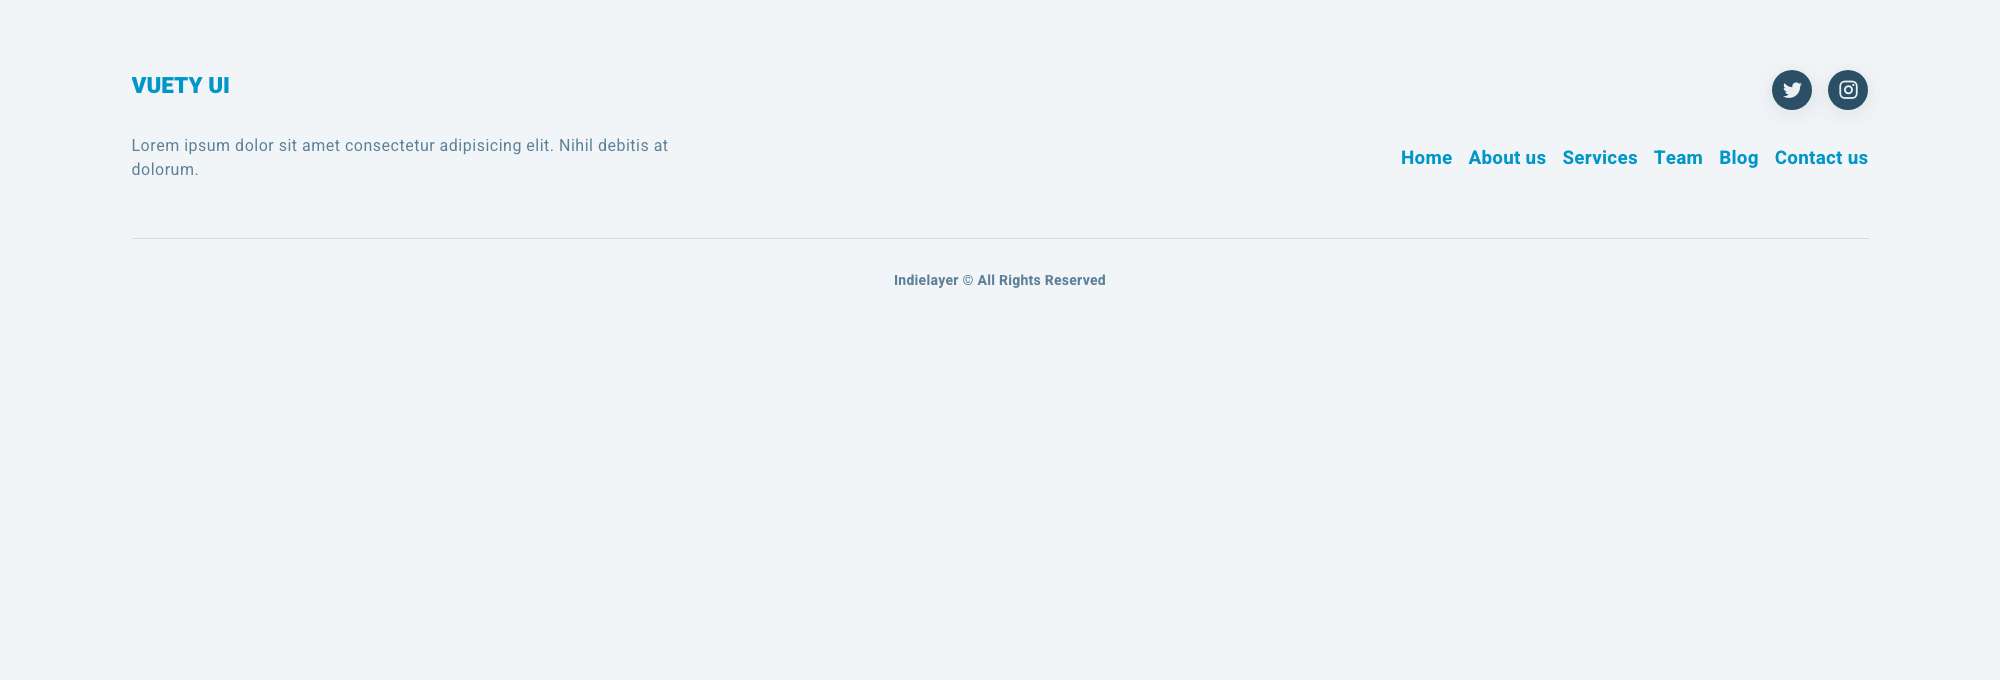 VUETY UI
Lorem ipsum dolor sit amet consectetur adipisicing elit. Nihil debitis at
dolorum.
Home About us Services Team Blog Contact us
Indielayer © All Rights Reserved